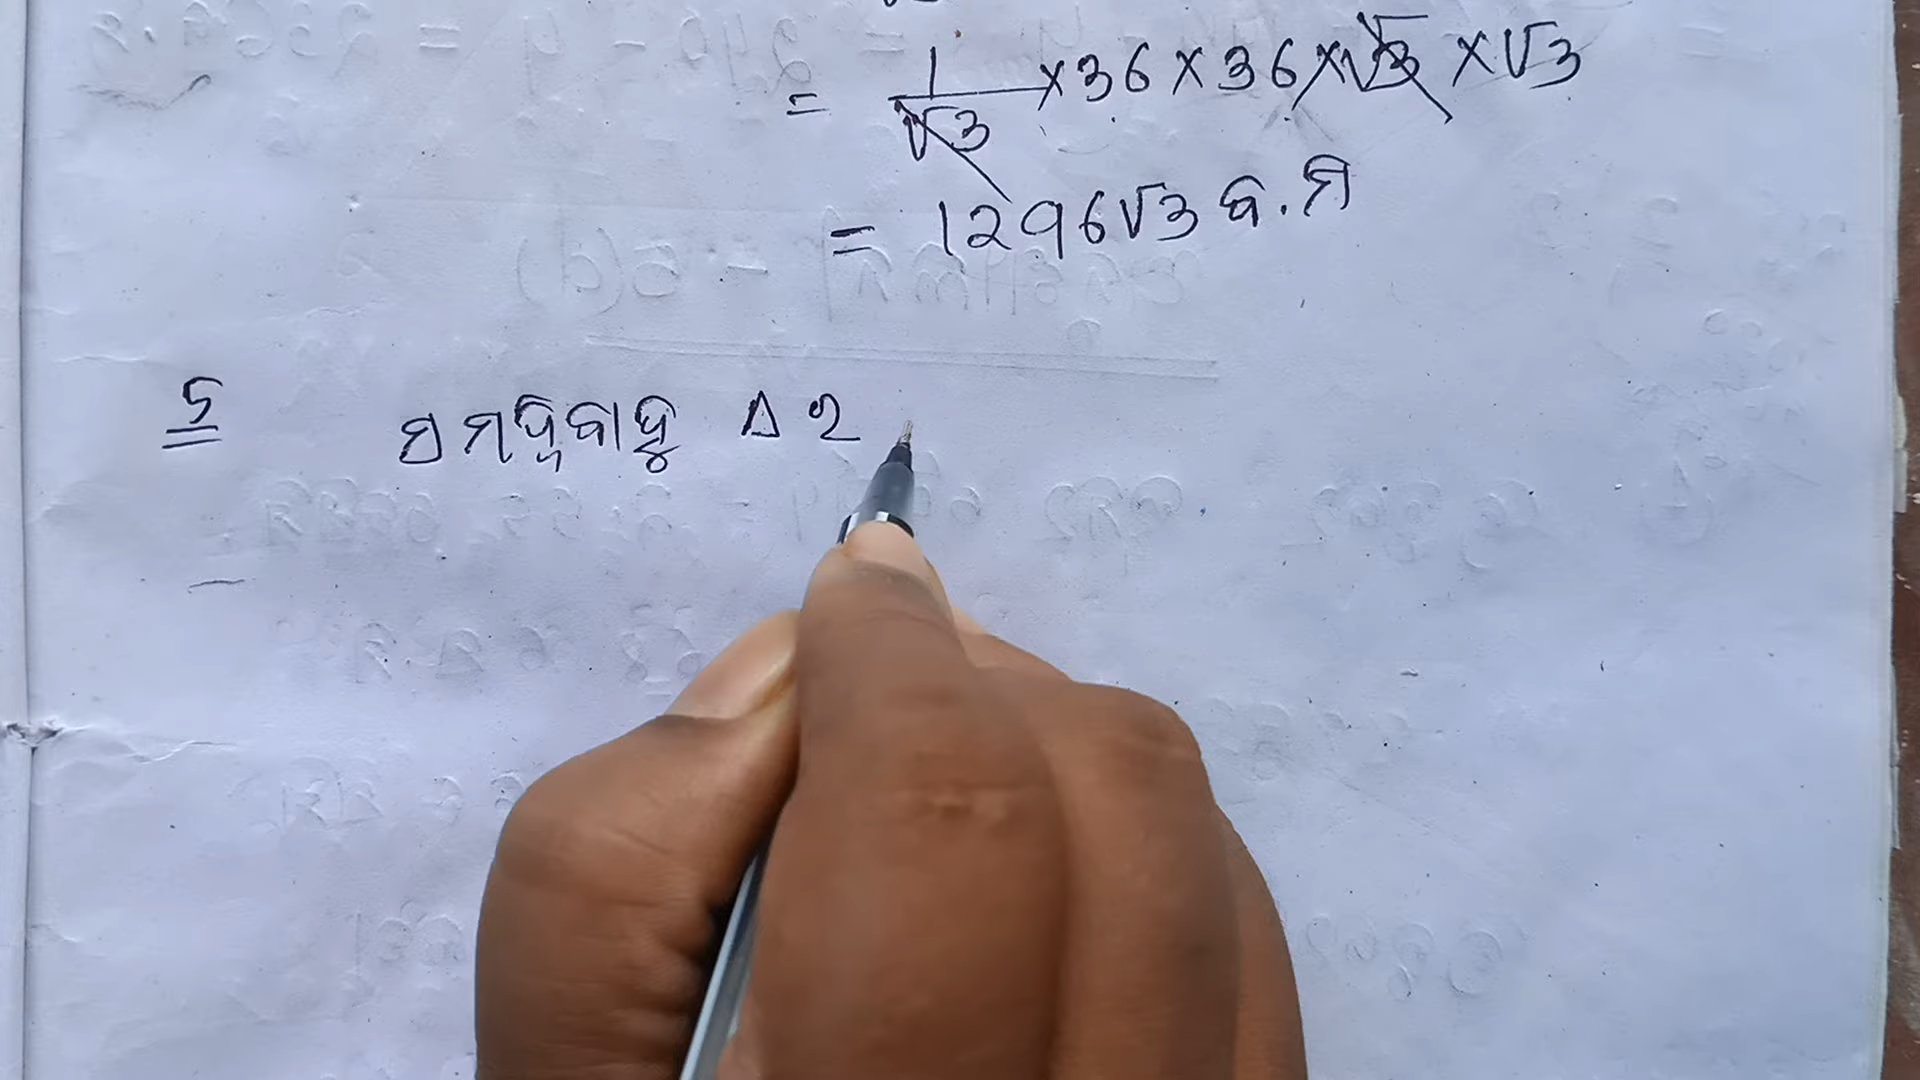 = 1/√3 × 36 × 36 × √3 × √3
= 1296√3 ବ.ମି
5 ସମଦ୍ୱିବାହୁ Δ ର